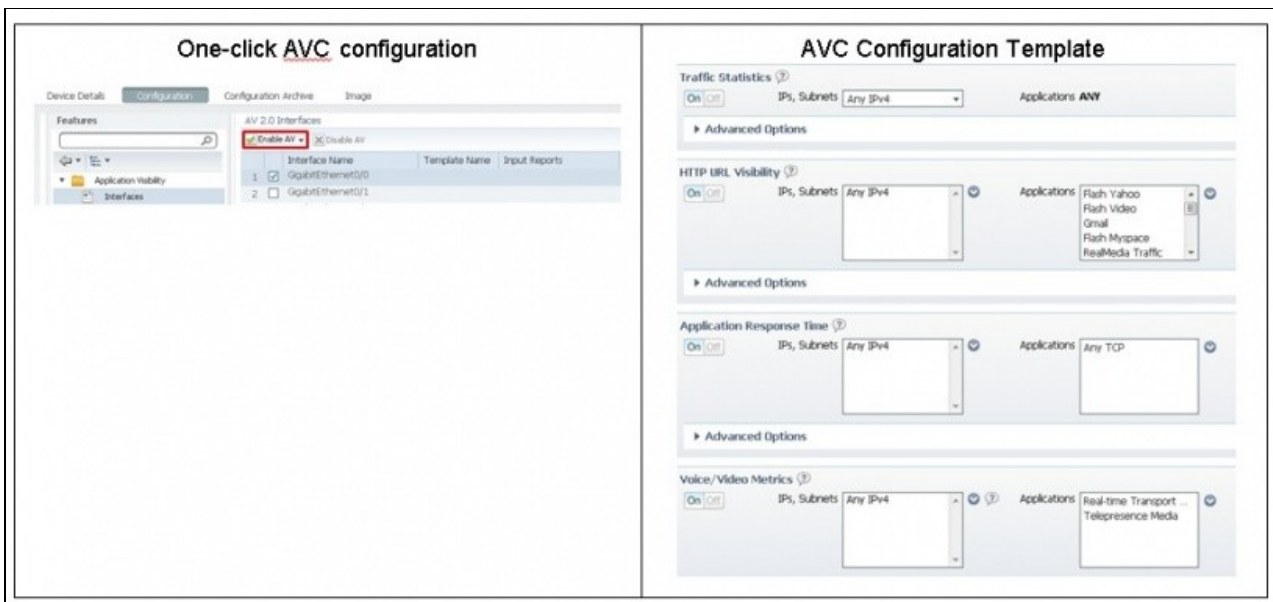 One-click AVC configuration
Device Details Configuration Configuration Archive Image
Features
AV 2.0 Interfaces
Enable AV Disable AV
Interface Name Template Name Input Reports
Application Visibility
1 GigabitEthernet0/0
Interfaces
2 GigabitEthernet0/1
AVC Configuration Template
Traffic Statistics
On Off IPs, Subnets Any IPv4 Applications ANY
Advanced Options
HTTP URL Visibility
On Off IPs, Subnets Any IPv4 Applications Flash Yahoo
Flash Video
Gmail
Flash Myspace
RealMedia Traffic
Advanced Options
Application Response Time
On Off IPs, Subnets Any IPv4 Applications Any TCP
Advanced Options
Voice/Video Metrics
On Off IPs, Subnets Any IPv4 Applications Real-time Transport ...
Telepresence Media